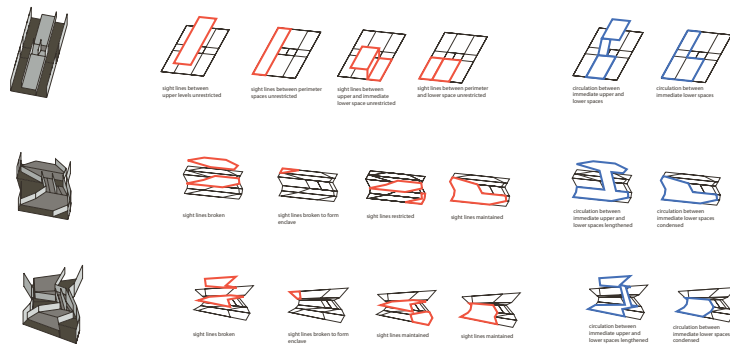 sight lines between
upper levels unrestricted
sight lines between perimeter
spaces unrestricted
sight lines between
upper and immediate
lower space unrestricted
sight lines between perimeter
and lower space unrestricted
circulation between
immediate upper and
lower spaces
circulation between
immediate lower spaces
sight lines broken
sight lines broken to form
enclave
sight lines restricted
sight lines maintained
circulation between
immediate upper and
lower spaces lengthened
circulation between
immediate lower spaces
condensed
sight lines broken
sight lines broken to form
enclave
sight lines maintained
sight lines maintained
circulation between
immediate upper and
lower spaces lengthened
circulation between
immediate lower spaces
condensed